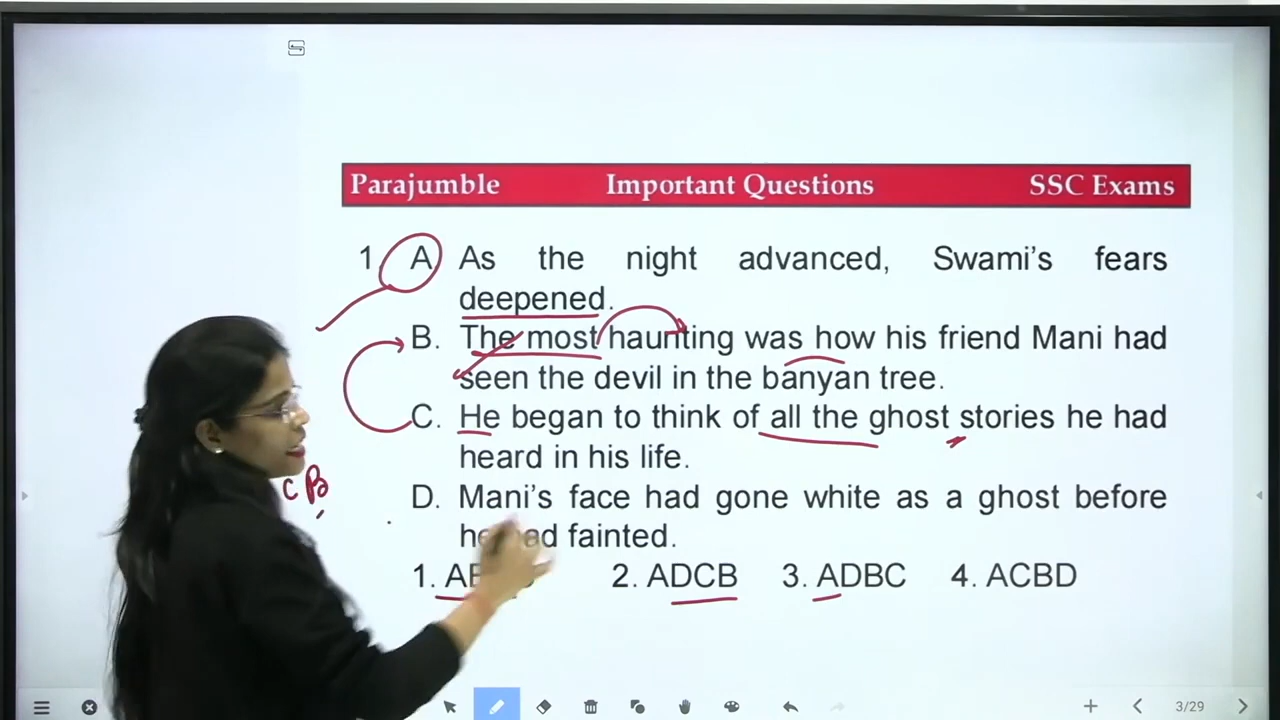 Parajumble Important Questions SSC Exams
1 A As the night advanced, Swami's fears
deepened.
B. The most haunting was how his friend Mani had
seen the devil in the banyan tree.
C. He began to think of all the ghost stories he had
heard in his life.
C B
D. Mani's face had gone white as a ghost before
fainted.
1. 2. ADCB 3. ADBC 4. ACBD
3/29